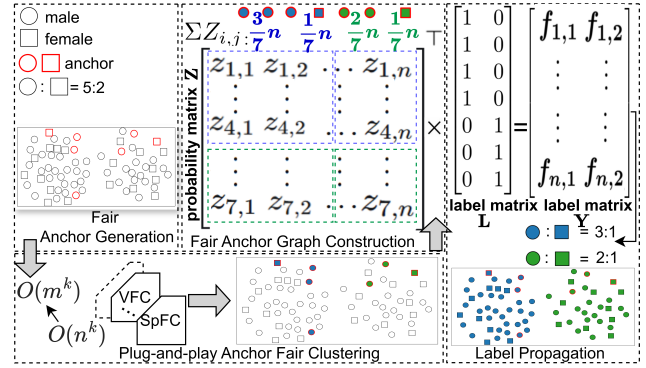 male
female
anchor
: = 5:2
Fair
Anchor Generation
ΣZ_{i,j}: 3/7 n 1/7 n 2/7 n 1/7 n ⊤
probability matrix Z
z_{1,1} z_{1,2} ... z_{1,n}
z_{4,1} z_{4,2} ... z_{4,n}
z_{7,1} z_{7,2} ... z_{7,n}
Fair Anchor Graph Construction
×
1 0
1 0
1 0
1 0
0 1
0 1
0 1
label matrix
L
=
f_{1,1} f_{1,2}
f_{n,1} f_{n,2}
label matrix
Y
: = 3:1
: = 2:1
Label Propagation
O(m^k)
O(n^k)
VFC
...
SpFC
Plug-and-play Anchor Fair Clustering